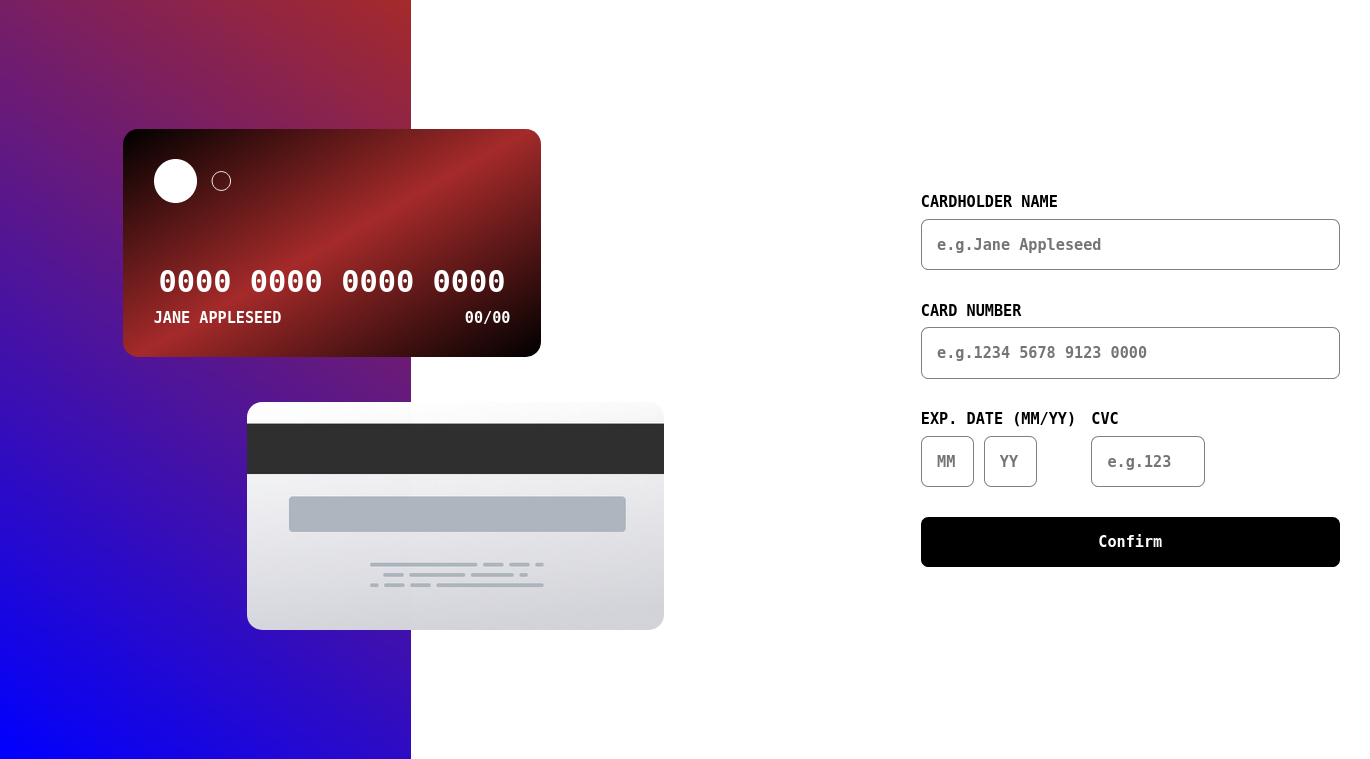 0000 0000 0000 0000
JANE APPLESEED 00/00
CARDHOLDER NAME
e.g.Jane Appleseed
CARD NUMBER
e.g.1234 5678 9123 0000
EXP. DATE (MM/YY) CVC
MM YY e.g.123
Confirm